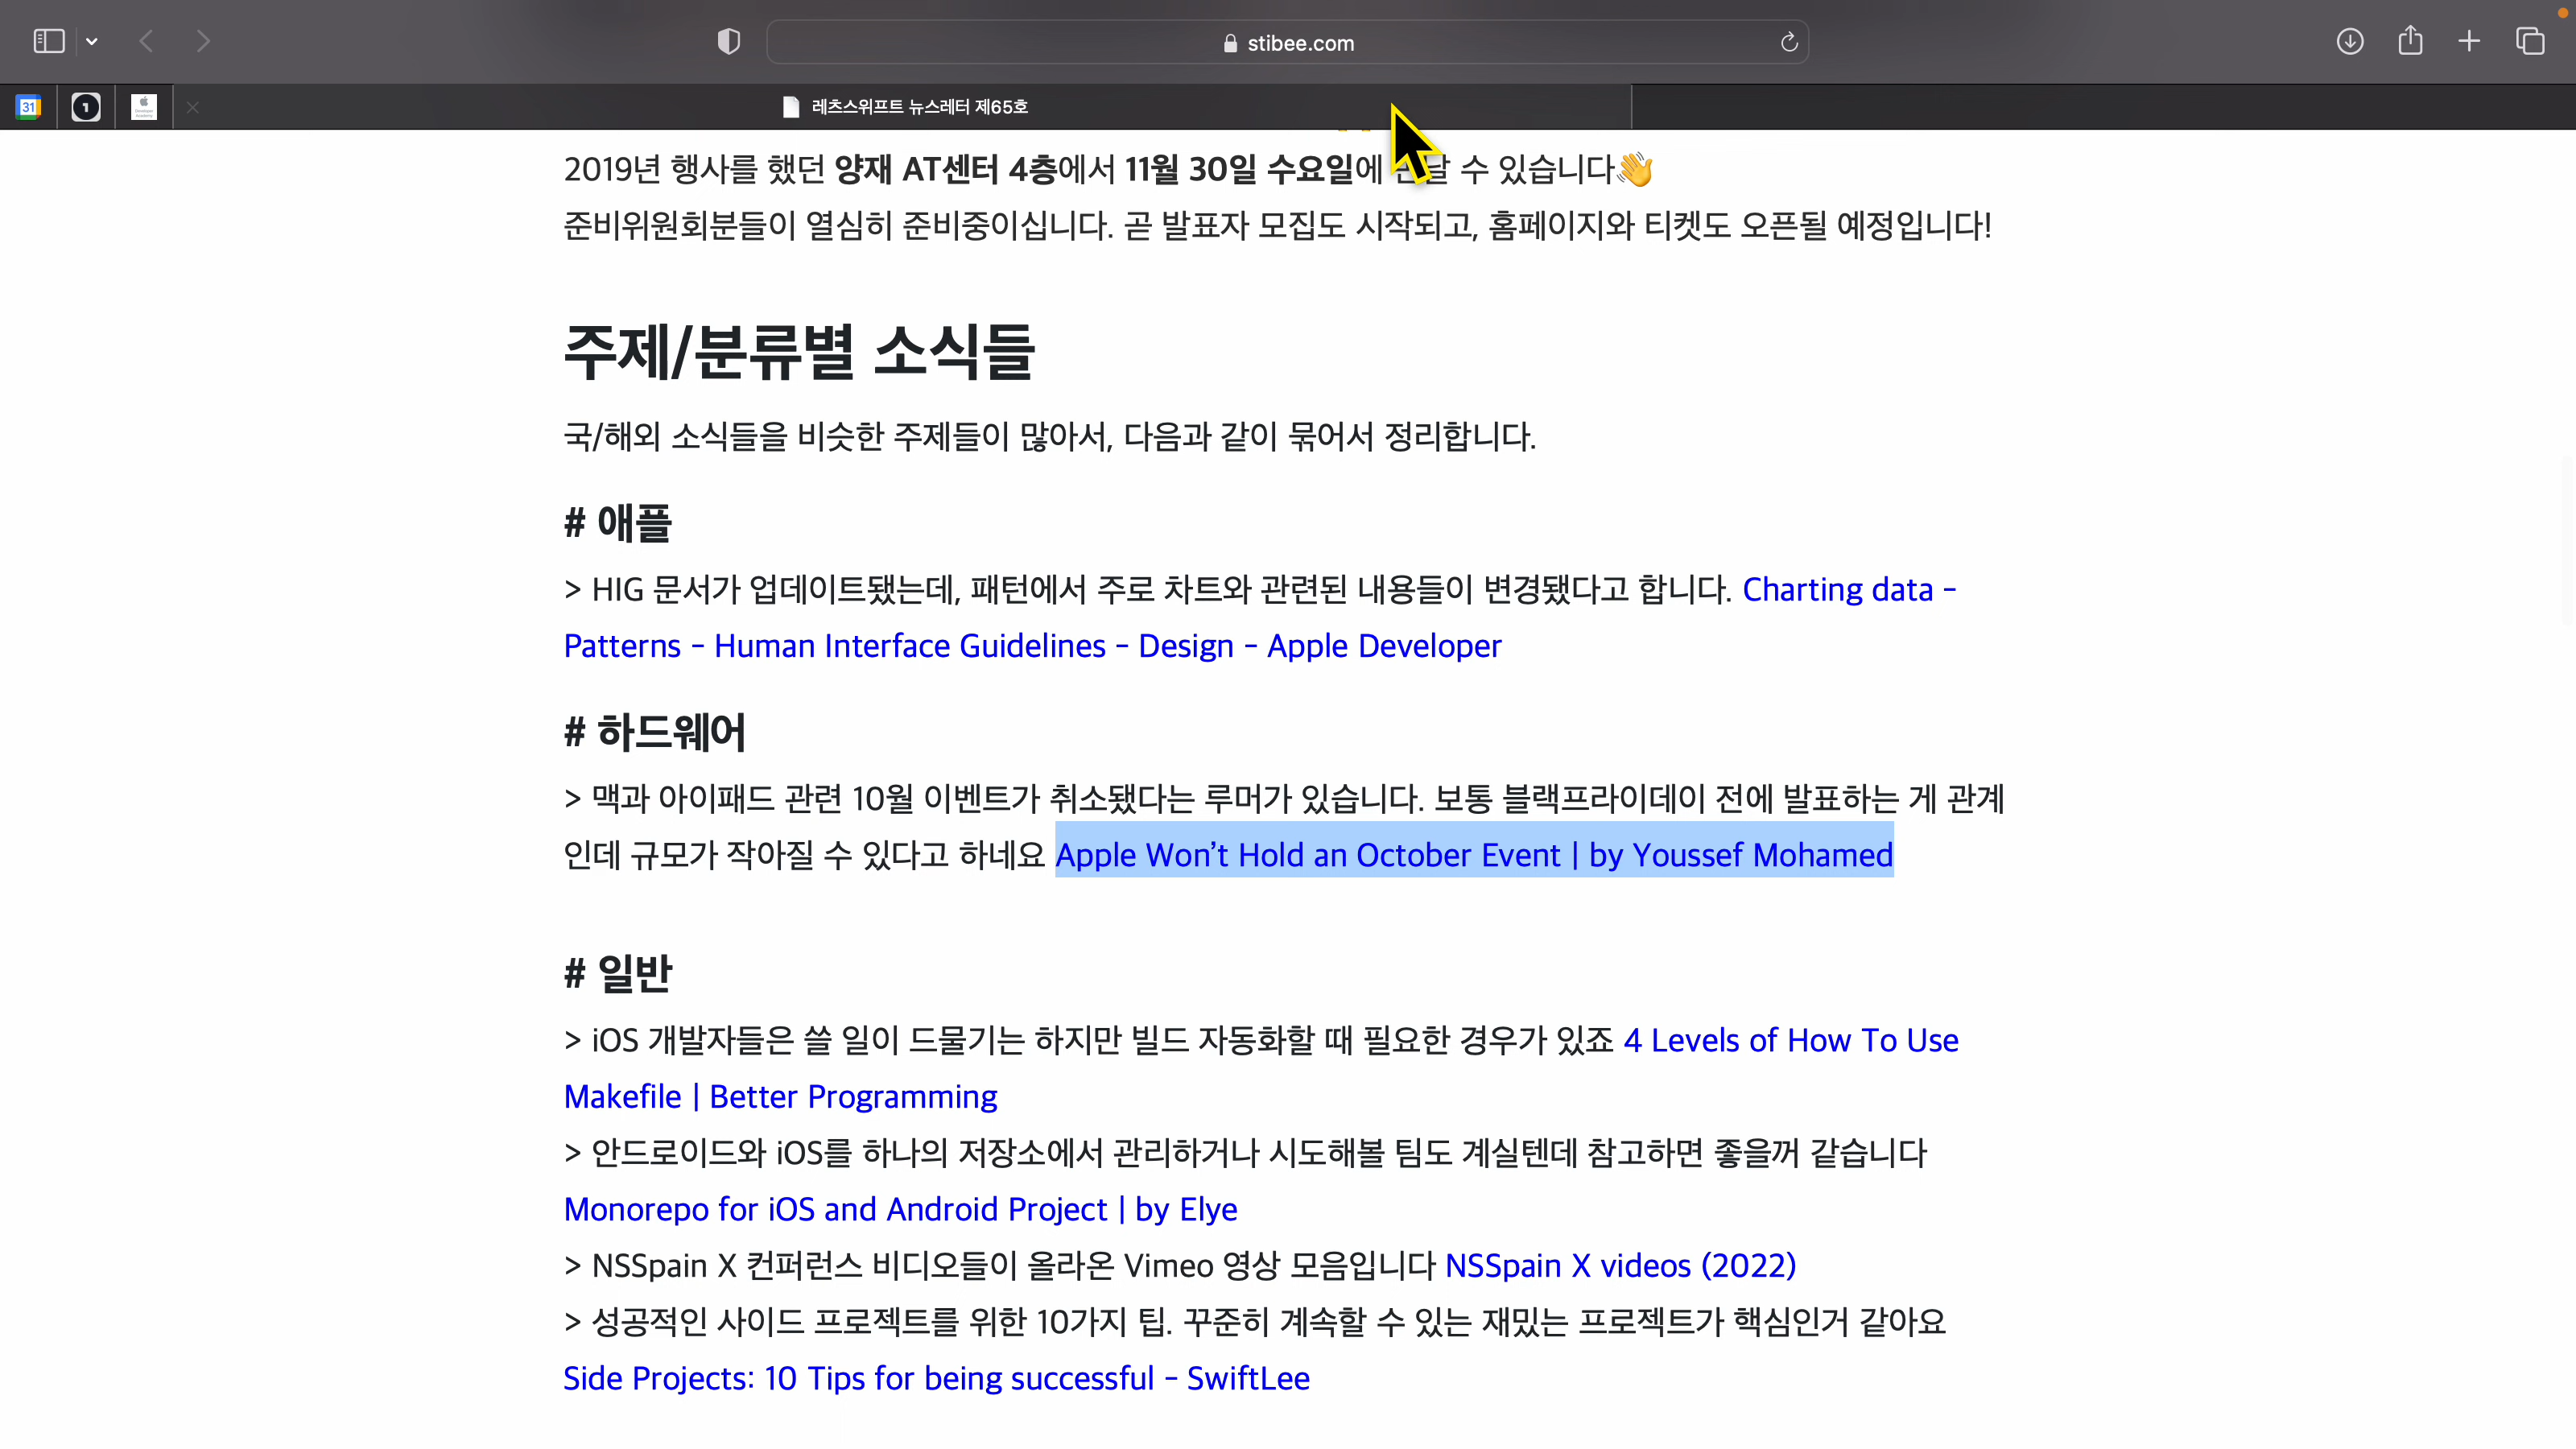 stibee.com
31
1
레츠스위프트 뉴스레터 제65호
2019년 행사를 했던 양재 AT센터 4층에서 11월 30일 수요일에 수 있습니다👋
준비위원회분들이 열심히 준비중이십니다. 곧 발표자 모집도 시작되고, 홈페이지와 티켓도 오픈될 예정입니다!
주제/분류별 소식들
국/해외 소식들을 비슷한 주제들이 많아서, 다음과 같이 묶어서 정리합니다.
# 애플
> HIG 문서가 업데이트됐는데, 패턴에서 주로 차트와 관련된 내용들이 변경됐다고 합니다. Charting data -
Patterns - Human Interface Guidelines - Design - Apple Developer
# 하드웨어
> 맥과 아이패드 관련 10월 이벤트가 취소됐다는 루머가 있습니다. 보통 블랙프라이데이 전에 발표하는 게 관계
인데 규모가 작아질 수 있다고 하네요 Apple Won’t Hold an October Event | by Youssef Mohamed
# 일반
> iOS 개발자들은 쓸 일이 드물기는 하지만 빌드 자동화할 때 필요한 경우가 있죠 4 Levels of How To Use
Makefile | Better Programming
> 안드로이드와 iOS를 하나의 저장소에서 관리하거나 시도해볼 팀도 계실텐데 참고하면 좋을꺼 같습니다
Monorepo for iOS and Android Project | by Elye
> NSSpain X 컨퍼런스 비디오들이 올라온 Vimeo 영상 모음입니다 NSSpain X videos (2022)
> 성공적인 사이드 프로젝트를 위한 10가지 팁. 꾸준히 계속할 수 있는 재밌는 프로젝트가 핵심인거 같아요
Side Projects: 10 Tips for being successful - SwiftLee